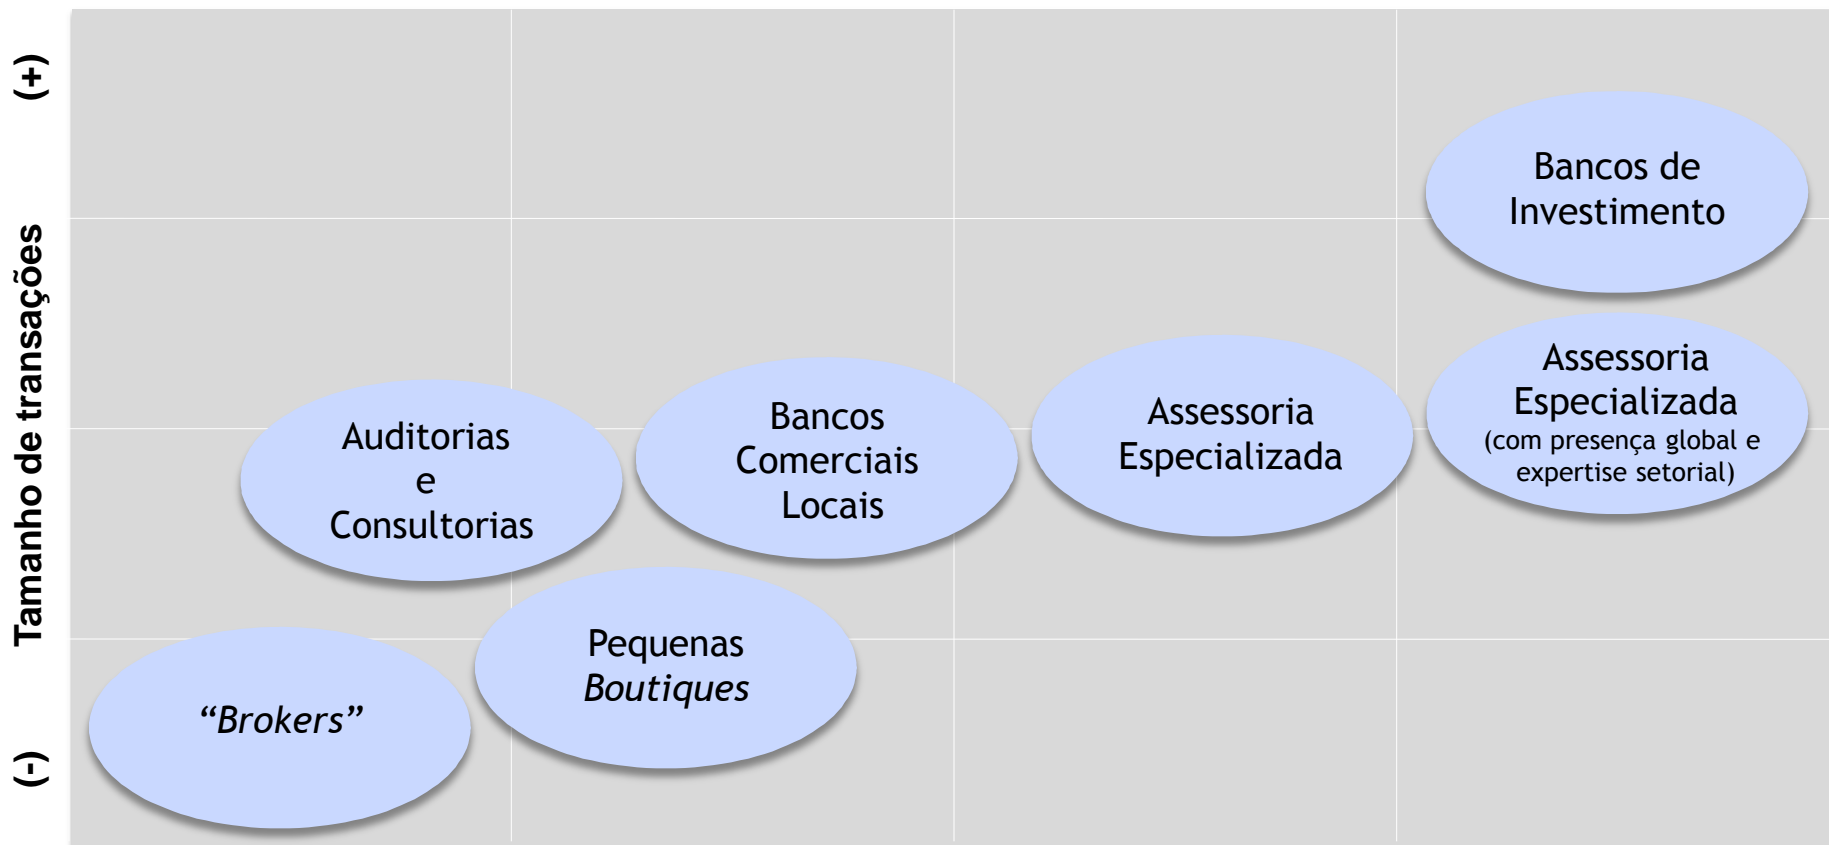 (+)
Tamanho de transações
(-)
Bancos de
Investimento
Assessoria
Especializada
(com presença global e
expertise setorial)
Assessoria
Especializada
Bancos
Comerciais
Locais
Auditorias
e
Consultorias
Pequenas
Boutiques
“Brokers”